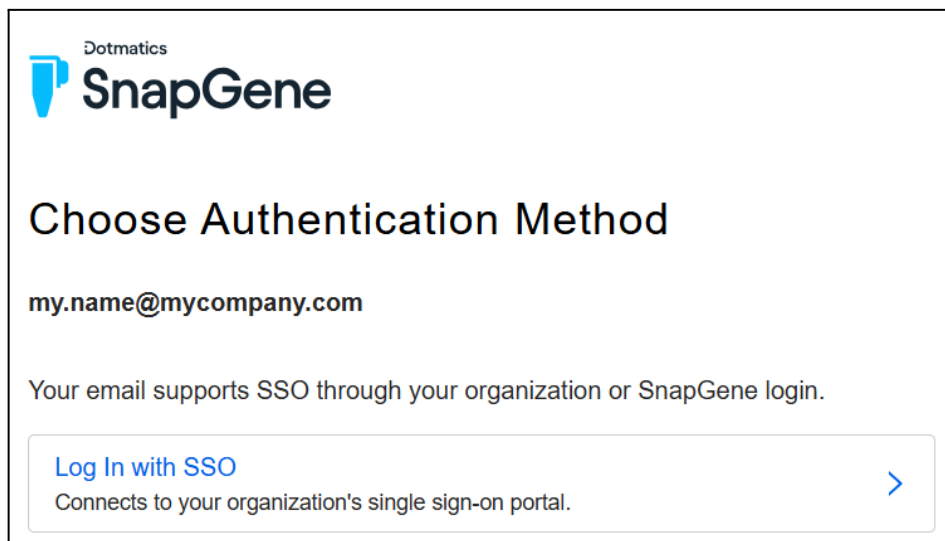 Dotmatics
SnapGene
Choose Authentication Method
my.name@mycompany.com
Your email supports SSO through your organization or SnapGene login.
Log In with SSO
Connects to your organization's single sign-on portal.